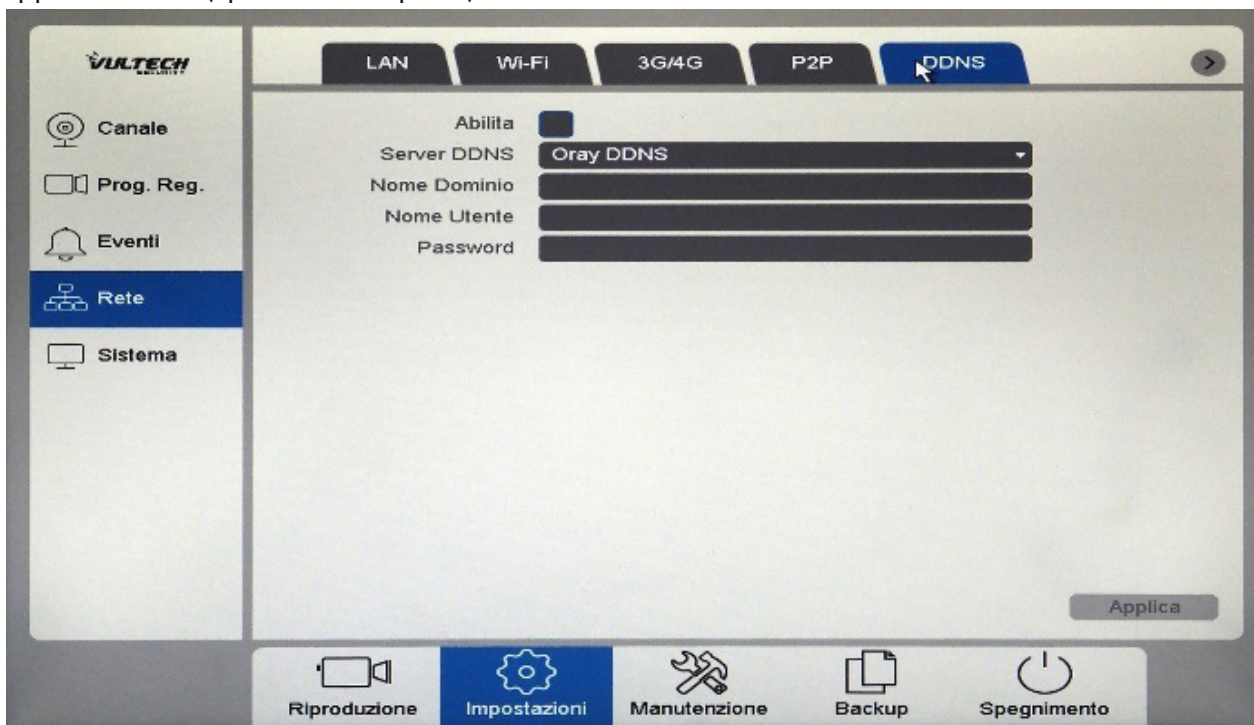 VULTECH
SECURITY
LAN
Wi-Fi
3G/4G
P2P
DDNS
Canale
Prog. Reg.
Eventi
Rete
Sistema
Abilita
Server DDNS Oray DDNS
Nome Dominio
Nome Utente
Password
Applica
Riproduzione
Impostazioni
Manutenzione
Backup
Spegnimento